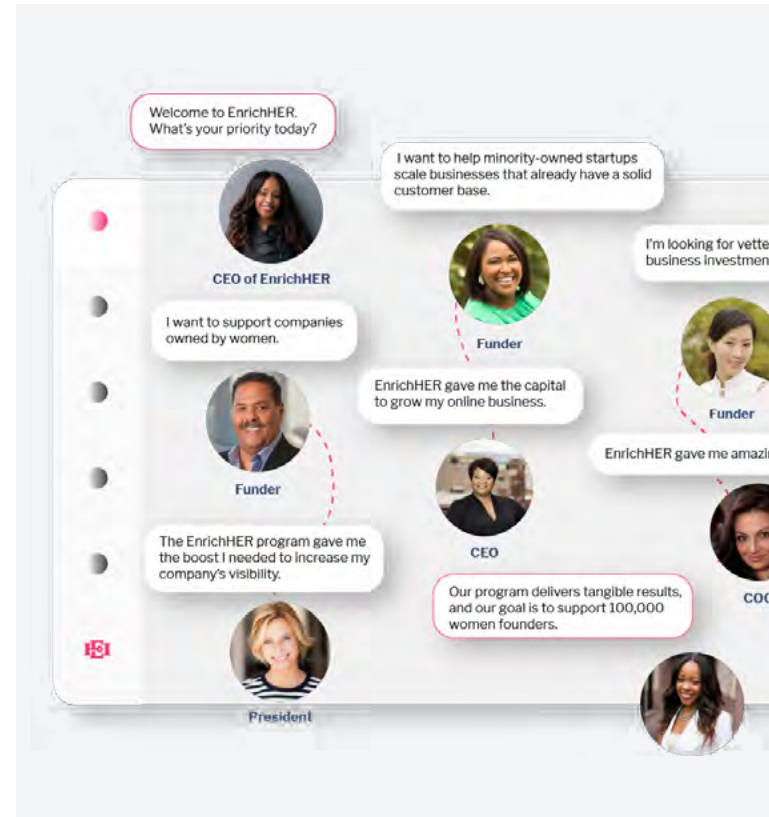 Welcome to EnrichHER.
What's your priority today?
CEO of EnrichHER
I want to help minority-owned startups
scale businesses that already have a solid
customer base.
Funder
I'm looking for
business
Funder
I want to support companies
owned by women.
Funder
EnrichHER gave me the capital
to grow my online business.
CEO
EnrichHER gave me
The EnrichHER program gave me
the boost I needed to increase my
company's visibility.
President
Our program delivers tangible results,
and our goal is to support 100,000
women founders.